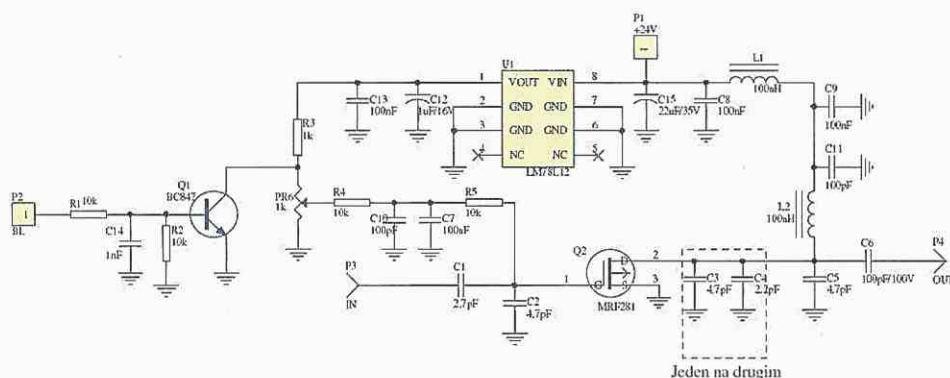 P1
+24V
L1
100nH
U1
1 VOUT VIN 8
2 GND GND 7
3 GND GND 6
4 NC NC 5
LM78L12
C13
100nF
C12
1uF/16V
C15
22uF/35V
C8
100nF
C9
100nF
C11
100pF
R3
1k
Q1
BC847
P2
1
BL
R1 10k
C14
1nF
R2
10k
PR6
1k
R4
10k
R5
10k
C10
100pF
C7
100nF
L2
100nH
P3
IN
C1
2,7pF
C2
4,7pF
Q2
1 2 3
G D S
MRF281
C3
4,7pF
C4
2,2pF
C5
4,7pF
C6
100pF/100V
P4
OUT
Jeden na drugim